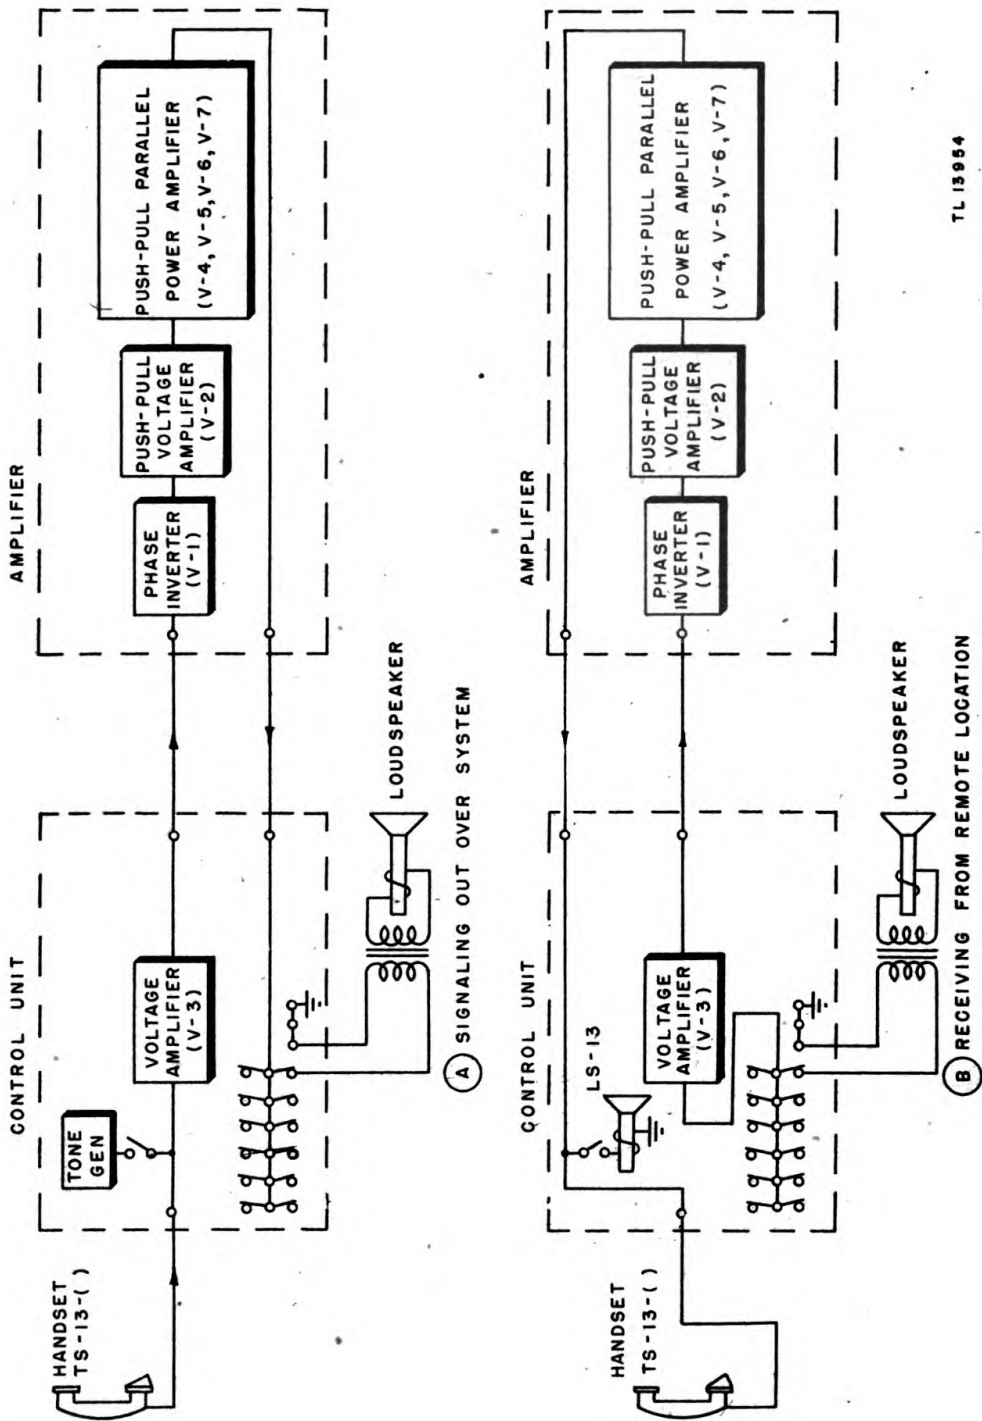 HANDSET
TS-13-( )
CONTROL UNIT
TONE
GEN
VOLTAGE
AMPLIFIER
(V-3)
AMPLIFIER
PHASE
INVERTER
(V-1)
PUSH-PULL
VOLTAGE
AMPLIFIER
(V-2)
PUSH-PULL PARALLEL
POWER AMPLIFIER
(V-4, V-5, V-6, V-7)
LOUDSPEAKER
A SIGNALING OUT OVER SYSTEM
HANDSET
TS-13-( )
CONTROL UNIT
LS-13
VOLTAGE
AMPLIFIER
(V-3)
AMPLIFIER
PHASE
INVERTER
(V-1)
PUSH-PULL
VOLTAGE
AMPLIFIER
(V-2)
PUSH-PULL PARALLEL
POWER AMPLIFIER
(V-4, V-5, V-6, V-7)
LOUDSPEAKER
B RECEIVING FROM REMOTE LOCATION
TL 13954